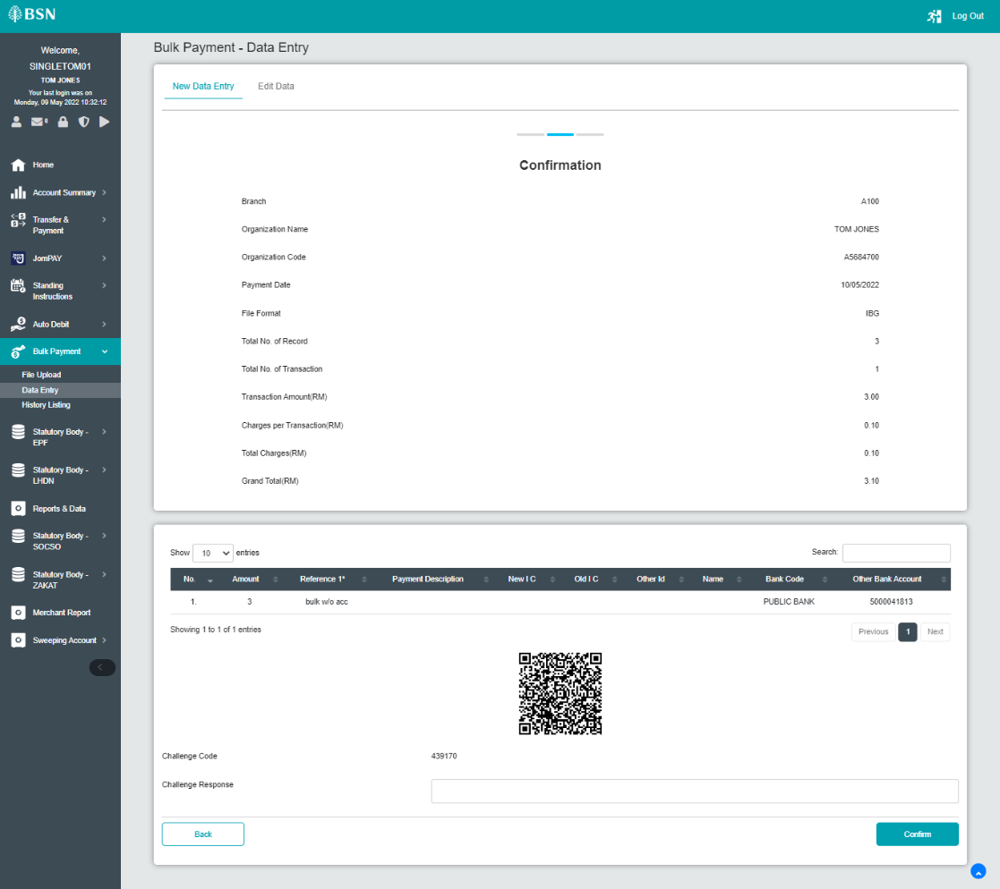 BSN
Log Out
Welcome,
SINGLETOM01
TOM JONES
Your last login was on
Monday, 09 May 2022 10:32:12
0
Home
Account Summary
Transfer &
Payment
JomPAY
Standing
Instructions
Auto Debit
Bulk Payment
File Upload
Data Entry
History Listing
Statutory Body -
EPF
Statutory Body -
LHDN
Reports & Data
Statutory Body -
SOCSO
Statutory Body -
ZAKAT
Merchant Report
Sweeping Account
Bulk Payment - Data Entry
New Data Entry Edit Data
Confirmation
Branch A100
Organization Name TOM JONES
Organization Code A5684700
Payment Date 10/05/2022
File Format IBG
Total No. of Record 3
Total No. of Transaction 1
Transaction Amount(RM) 3.00
Charges per Transaction(RM) 0.10
Total Charges(RM) 0.10
Grand Total(RM) 3.10
Show 10 entries Search:
No. Amount Reference 1* Payment Description New I C Old I C Other Id Name Bank Code Other Bank Account
1. 3 bulk w/o acc PUBLIC BANK 5000041813
Showing 1 to 1 of 1 entries Previous 1 Next
Challenge Code 439170
Challenge Response
Back Confirm